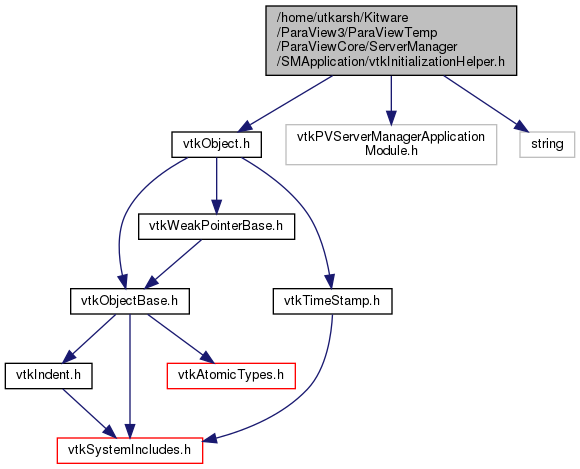 /home/utkarsh/Kitware
/ParaView3/ParaViewTemp
/ParaViewCore/ServerManager
/SMApplication/vtkInitializationHelper.h
vtkObject.h
vtkPVServerManagerApplication
Module.h
string
vtkWeakPointerBase.h
vtkObjectBase.h
vtkTimeStamp.h
vtkIndent.h
vtkAtomicTypes.h
vtkSystemIncludes.h